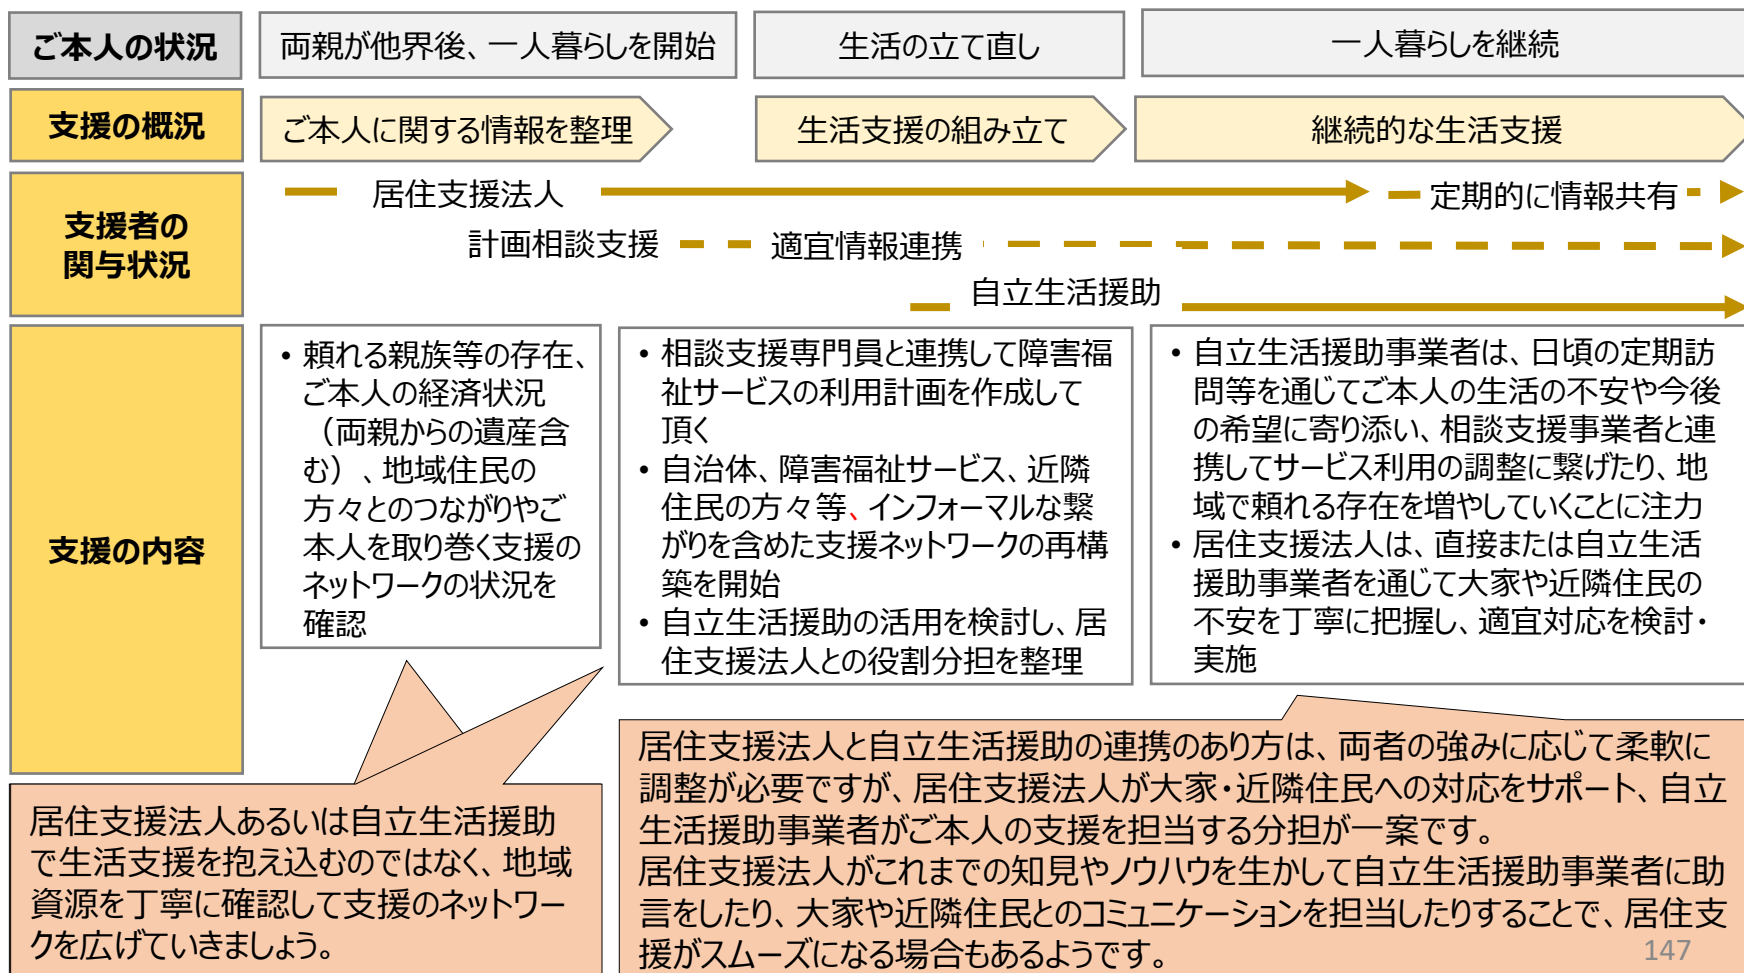 ご本人の状況
両親が他界後、一人暮らしを開始
生活の立て直し
一人暮らしを継続
支援の概況
ご本人に関する情報を整理
生活支援の組み立て
継続的な生活支援
支援者の
関与状況
居住支援法人
定期的に情報共有
計画相談支援
適宜情報連携
自立生活援助
支援の内容
• 頼れる親族等の存在、
ご本人の経済状況
（両親からの遺産含
む）、地域住民の
方々とのつながりやご
本人を取り巻く支援の
ネットワークの状況を
確認
• 相談支援専門員と連携して障害福
祉サービスの利用計画を作成して
頂く
• 自治体、障害福祉サービス、近隣
住民の方々等、インフォーマルな繋
がりを含めた支援ネットワークの再構
築を開始
• 自立生活援助の活用を検討し、居
住支援法人との役割分担を整理
• 自立生活援助事業者は、日頃の定期訪
問等を通じてご本人の生活の不安や今後
の希望に寄り添い、相談支援事業者と連
携してサービス利用の調整に繋げたり、地
域で頼れる存在を増やしていくことに注力
• 居住支援法人は、直接または自立生活
援助事業者を通じて大家や近隣住民の
不安を丁寧に把握し、適宜対応を検討・
実施
居住支援法人あるいは自立生活援助
で生活支援を抱え込むのではなく、地域
資源を丁寧に確認して支援のネットワー
クを広げていきましょう。
居住支援法人と自立生活援助の連携のあり方は、両者の強みに応じて柔軟に
調整が必要ですが、居住支援法人が大家・近隣住民への対応をサポート、自立
生活援助事業者がご本人の支援を担当する分担が一案です。
居住支援法人がこれまでの知見やノウハウを生かして自立生活援助事業者に助
言をしたり、大家や近隣住民とのコミュニケーションを担当したりすることで、居住支
援がスムーズになる場合もあるようです。
147